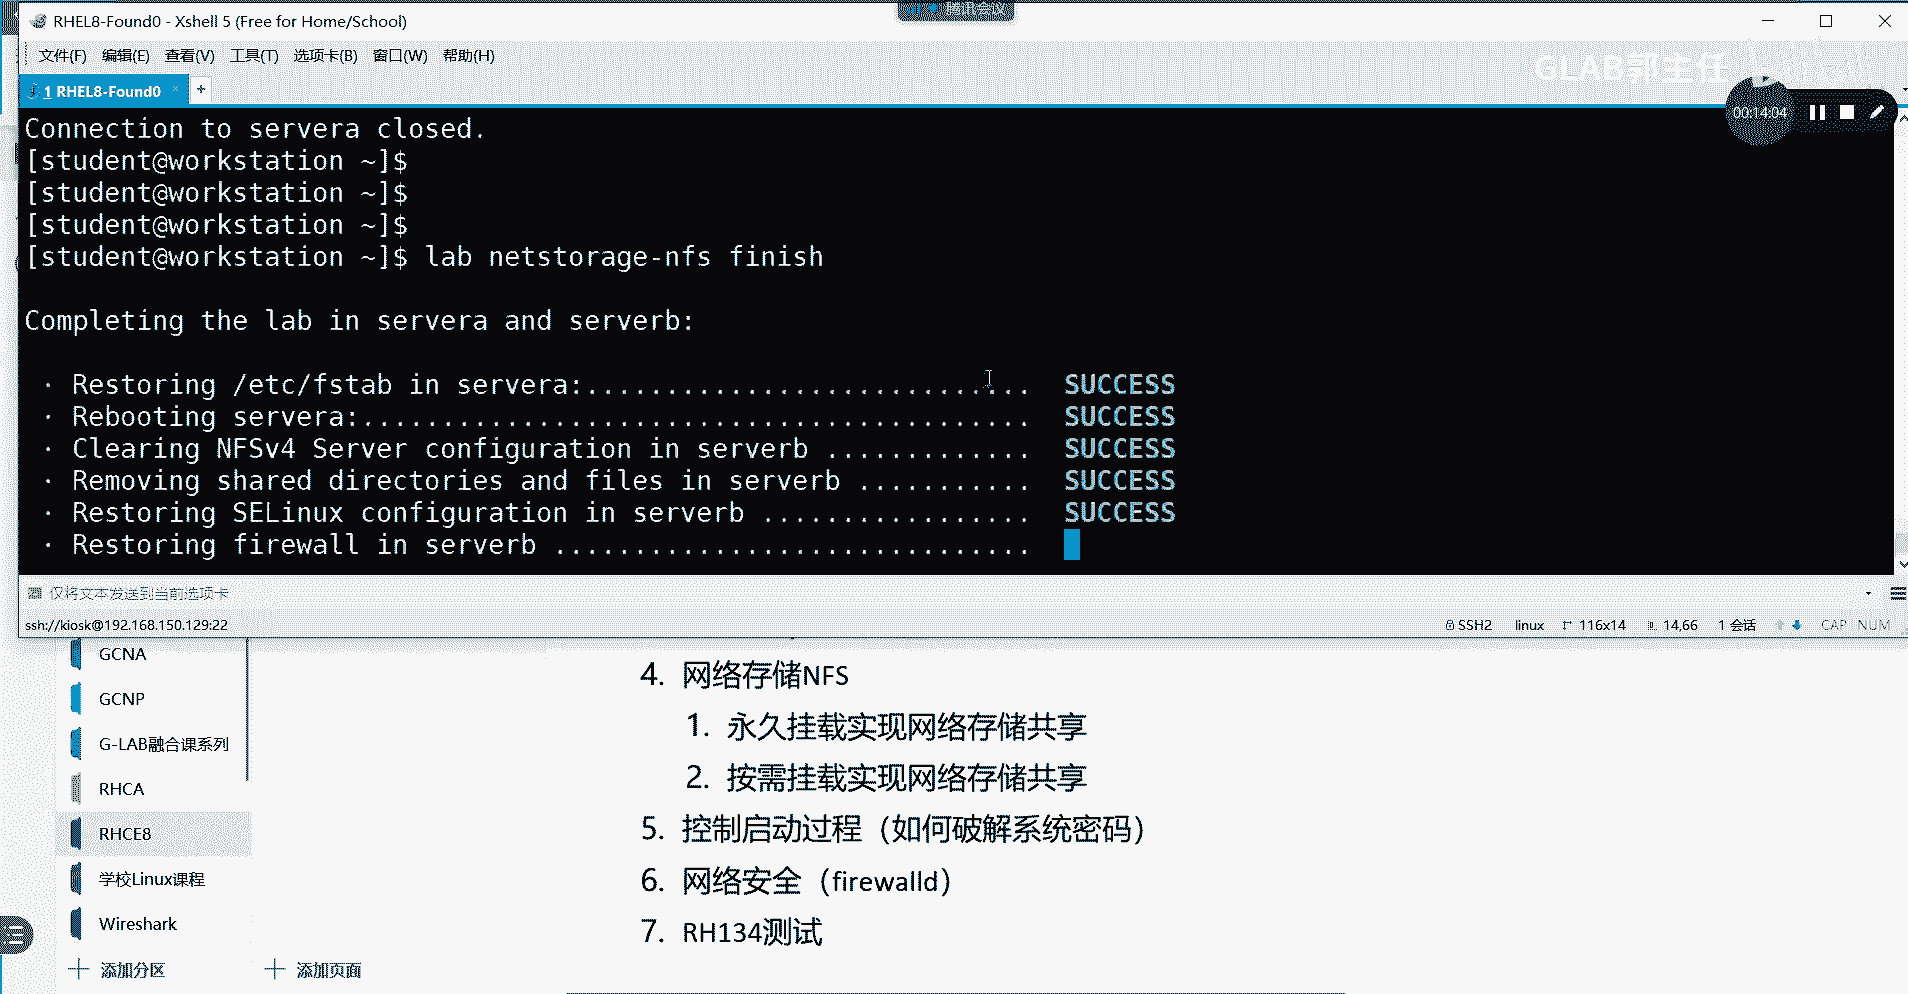 腾讯会议
RHEL8-Found0 - Xshell 5 (Free for Home/School)
文件(F) 编辑(E) 查看(V) 工具(T) 选项卡(B) 窗口(W) 帮助(H)
GLAB郭主任
1 RHEL8-Found0 × +
00:14:04
Connection to servera closed.
[student@workstation ~]$
[student@workstation ~]$
[student@workstation ~]$
[student@workstation ~]$ lab netstorage-nfs finish
Completing the lab in servera and serverb:
· Restoring /etc/fstab in servera:............................ SUCCESS
· Rebooting servera:.......................................... SUCCESS
· Clearing NFSv4 Server configuration in serverb ............. SUCCESS
· Removing shared directories and files in serverb ........... SUCCESS
· Restoring SELinux configuration in serverb ................. SUCCESS
· Restoring firewall in serverb ..............................
仅将文本发送到当前选项卡
ssh://kiosk@192.168.150.129:22 SSH2 linux 116x14 14,66 1 会话 CAP NUM
GCNA
GCNP
G-LAB融合课系列
RHCA
RHCE8
学校Linux课程
Wireshark
添加分区
添加页面
4. 网络存储NFS
1. 永久挂载实现网络存储共享
2. 按需挂载实现网络存储共享
5. 控制启动过程（如何破解系统密码）
6. 网络安全（firewalld）
7. RH134测试